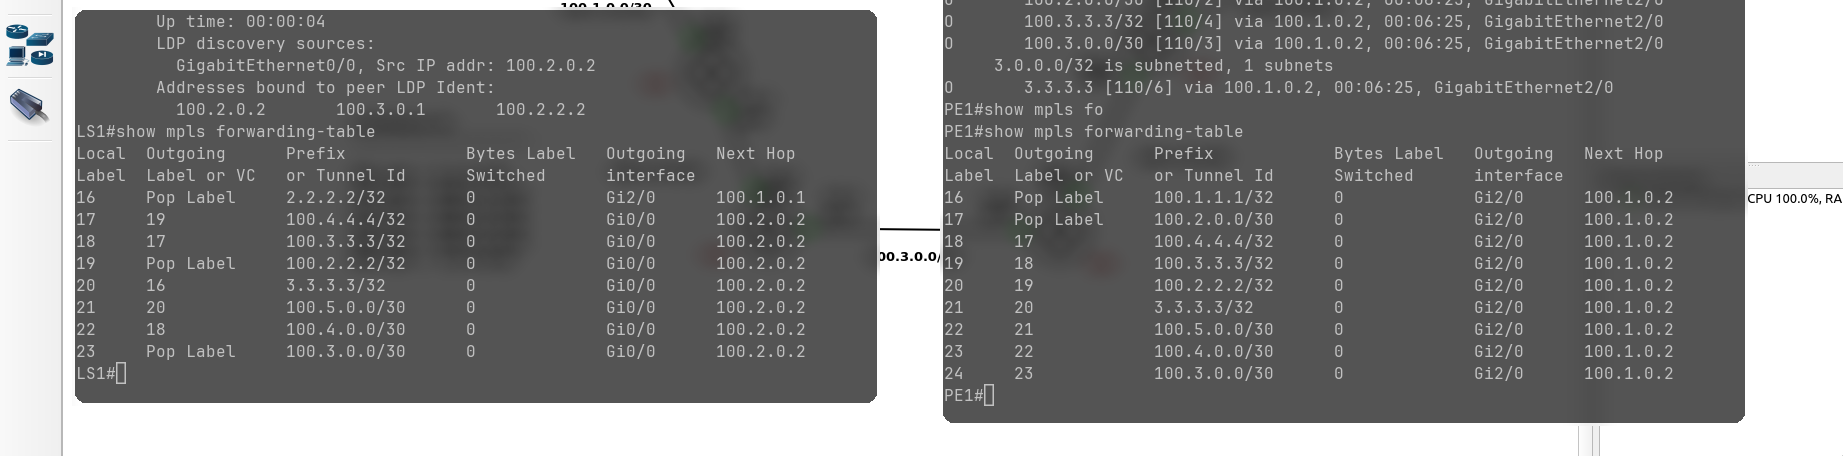 100.1.0.0/30
Up time: 00:00:04
LDP discovery sources:
GigabitEthernet0/0, Src IP addr: 100.2.0.2
Addresses bound to peer LDP Ident:
100.2.0.2 100.3.0.1 100.2.2.2
LS1#show mpls forwarding-table
Local Outgoing Prefix Bytes Label Outgoing Next Hop
Label Label or VC or Tunnel Id Switched interface
16 Pop Label 2.2.2.2/32 0 Gi2/0 100.1.0.1
17 19 100.4.4.4/32 0 Gi0/0 100.2.0.2
18 17 100.3.3.3/32 0 Gi0/0 100.2.0.2
19 Pop Label 100.2.2.2/32 0 Gi0/0 100.2.0.2
20 16 3.3.3.3/32 0 Gi0/0 100.2.0.2
21 20 100.5.0.0/30 0 Gi0/0 100.2.0.2
22 18 100.4.0.0/30 0 Gi0/0 100.2.0.2
23 Pop Label 100.3.0.0/30 0 Gi0/0 100.2.0.2
LS1#
00.3.0.0/
O 100.2.0.0/30 [110/2] via 100.1.0.2, 00:06:25, GigabitEthernet2/0
O 100.3.3.3/32 [110/4] via 100.1.0.2, 00:06:25, GigabitEthernet2/0
O 100.3.0.0/30 [110/3] via 100.1.0.2, 00:06:25, GigabitEthernet2/0
3.0.0.0/32 is subnetted, 1 subnets
O 3.3.3.3 [110/6] via 100.1.0.2, 00:06:25, GigabitEthernet2/0
PE1#show mpls fo
PE1#show mpls forwarding-table
Local Outgoing Prefix Bytes Label Outgoing Next Hop
Label Label or VC or Tunnel Id Switched interface
16 Pop Label 100.1.1.1/32 0 Gi2/0 100.1.0.2
17 Pop Label 100.2.0.0/30 0 Gi2/0 100.1.0.2
18 17 100.4.4.4/32 0 Gi2/0 100.1.0.2
19 18 100.3.3.3/32 0 Gi2/0 100.1.0.2
20 19 100.2.2.2/32 0 Gi2/0 100.1.0.2
21 20 3.3.3.3/32 0 Gi2/0 100.1.0.2
22 21 100.5.0.0/30 0 Gi2/0 100.1.0.2
23 22 100.4.0.0/30 0 Gi2/0 100.1.0.2
24 23 100.3.0.0/30 0 Gi2/0 100.1.0.2
PE1#
CPU 100.0%, RA